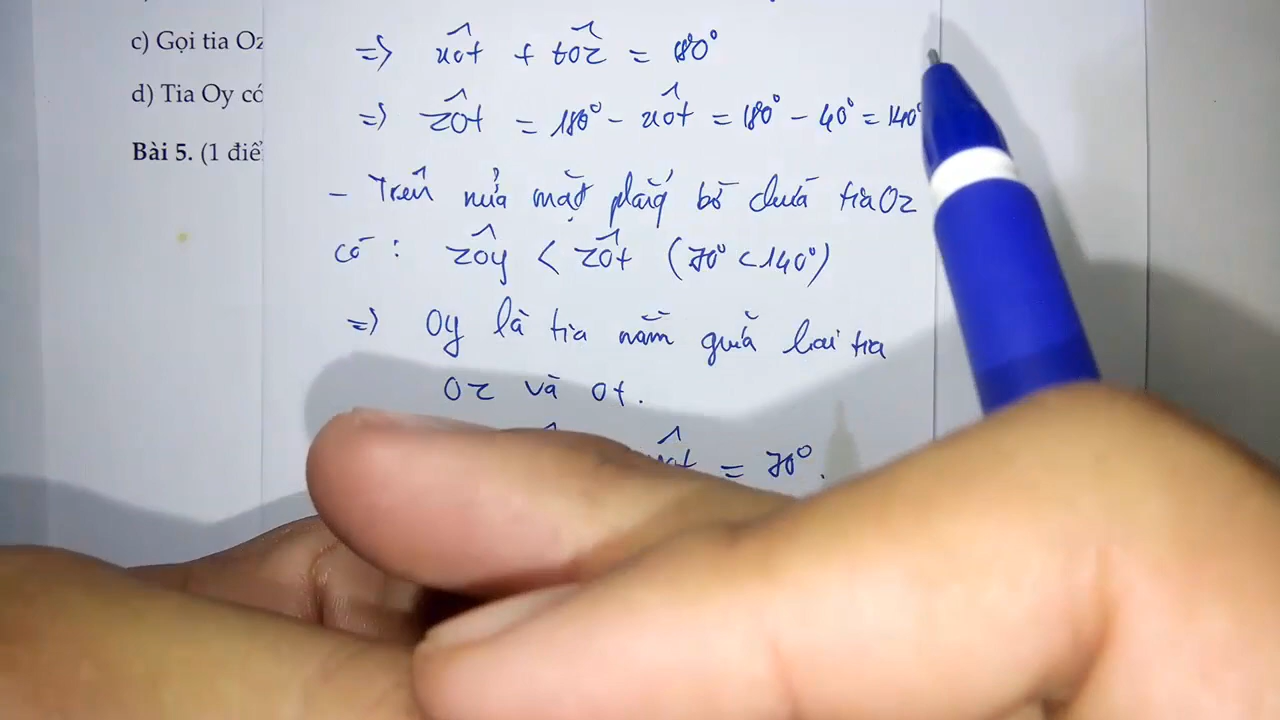 c) Gọi tia Oz
d) Tia Oy có
Bài 5. (1 điể
=> xOt + tOz = 180°
=> zOt = 180° - xOt = 180° - 40° = 140°
- Trên nửa mặt phẳng bờ chứa tia Oz
có : zOy < zOt (70° < 140°)
=> Oy là tia nằm giữa hai tia
Oz và Ot.
= 70°.